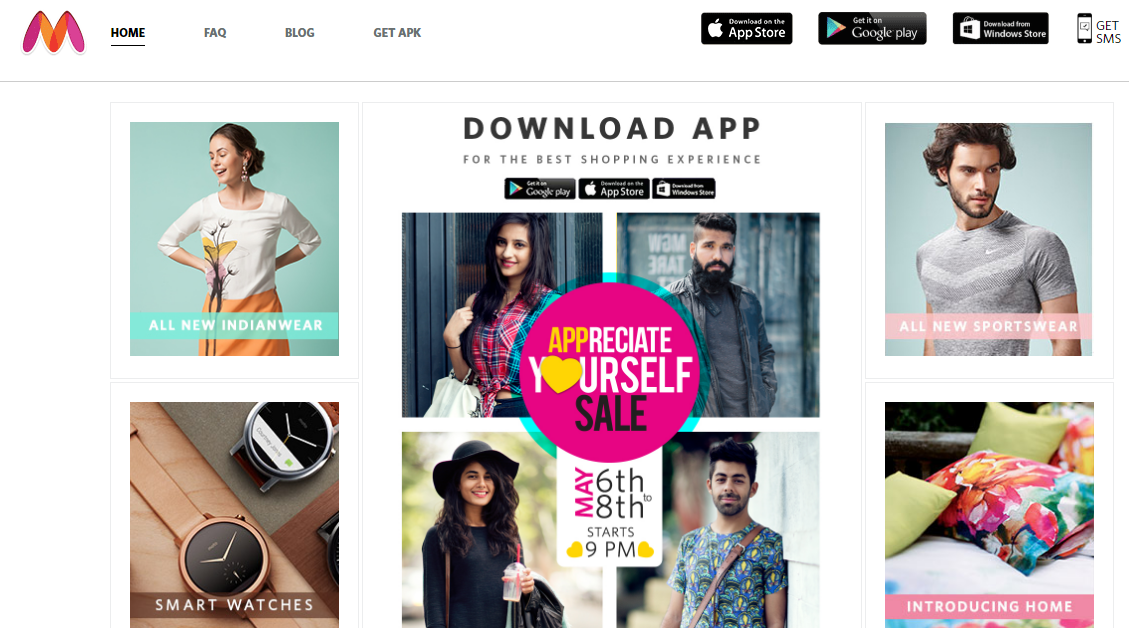 HOME
FAQ
BLOG
GET APK
Download on the
App Store
Get it on
Google play
Download from
Windows Store
GET
SMS
DOWNLOAD APP
FOR THE BEST SHOPPING EXPERIENCE
Get it on
Google play
Download on the
App Store
Download from
Windows Store
ALL NEW INDIANWEAR
ALL NEW SPORTSWEAR
APPRECIATE
YOURSELF
SALE
MAY
6th
to
8th
STARTS
9 PM
SMART WATCHES
INTRODUCING HOME